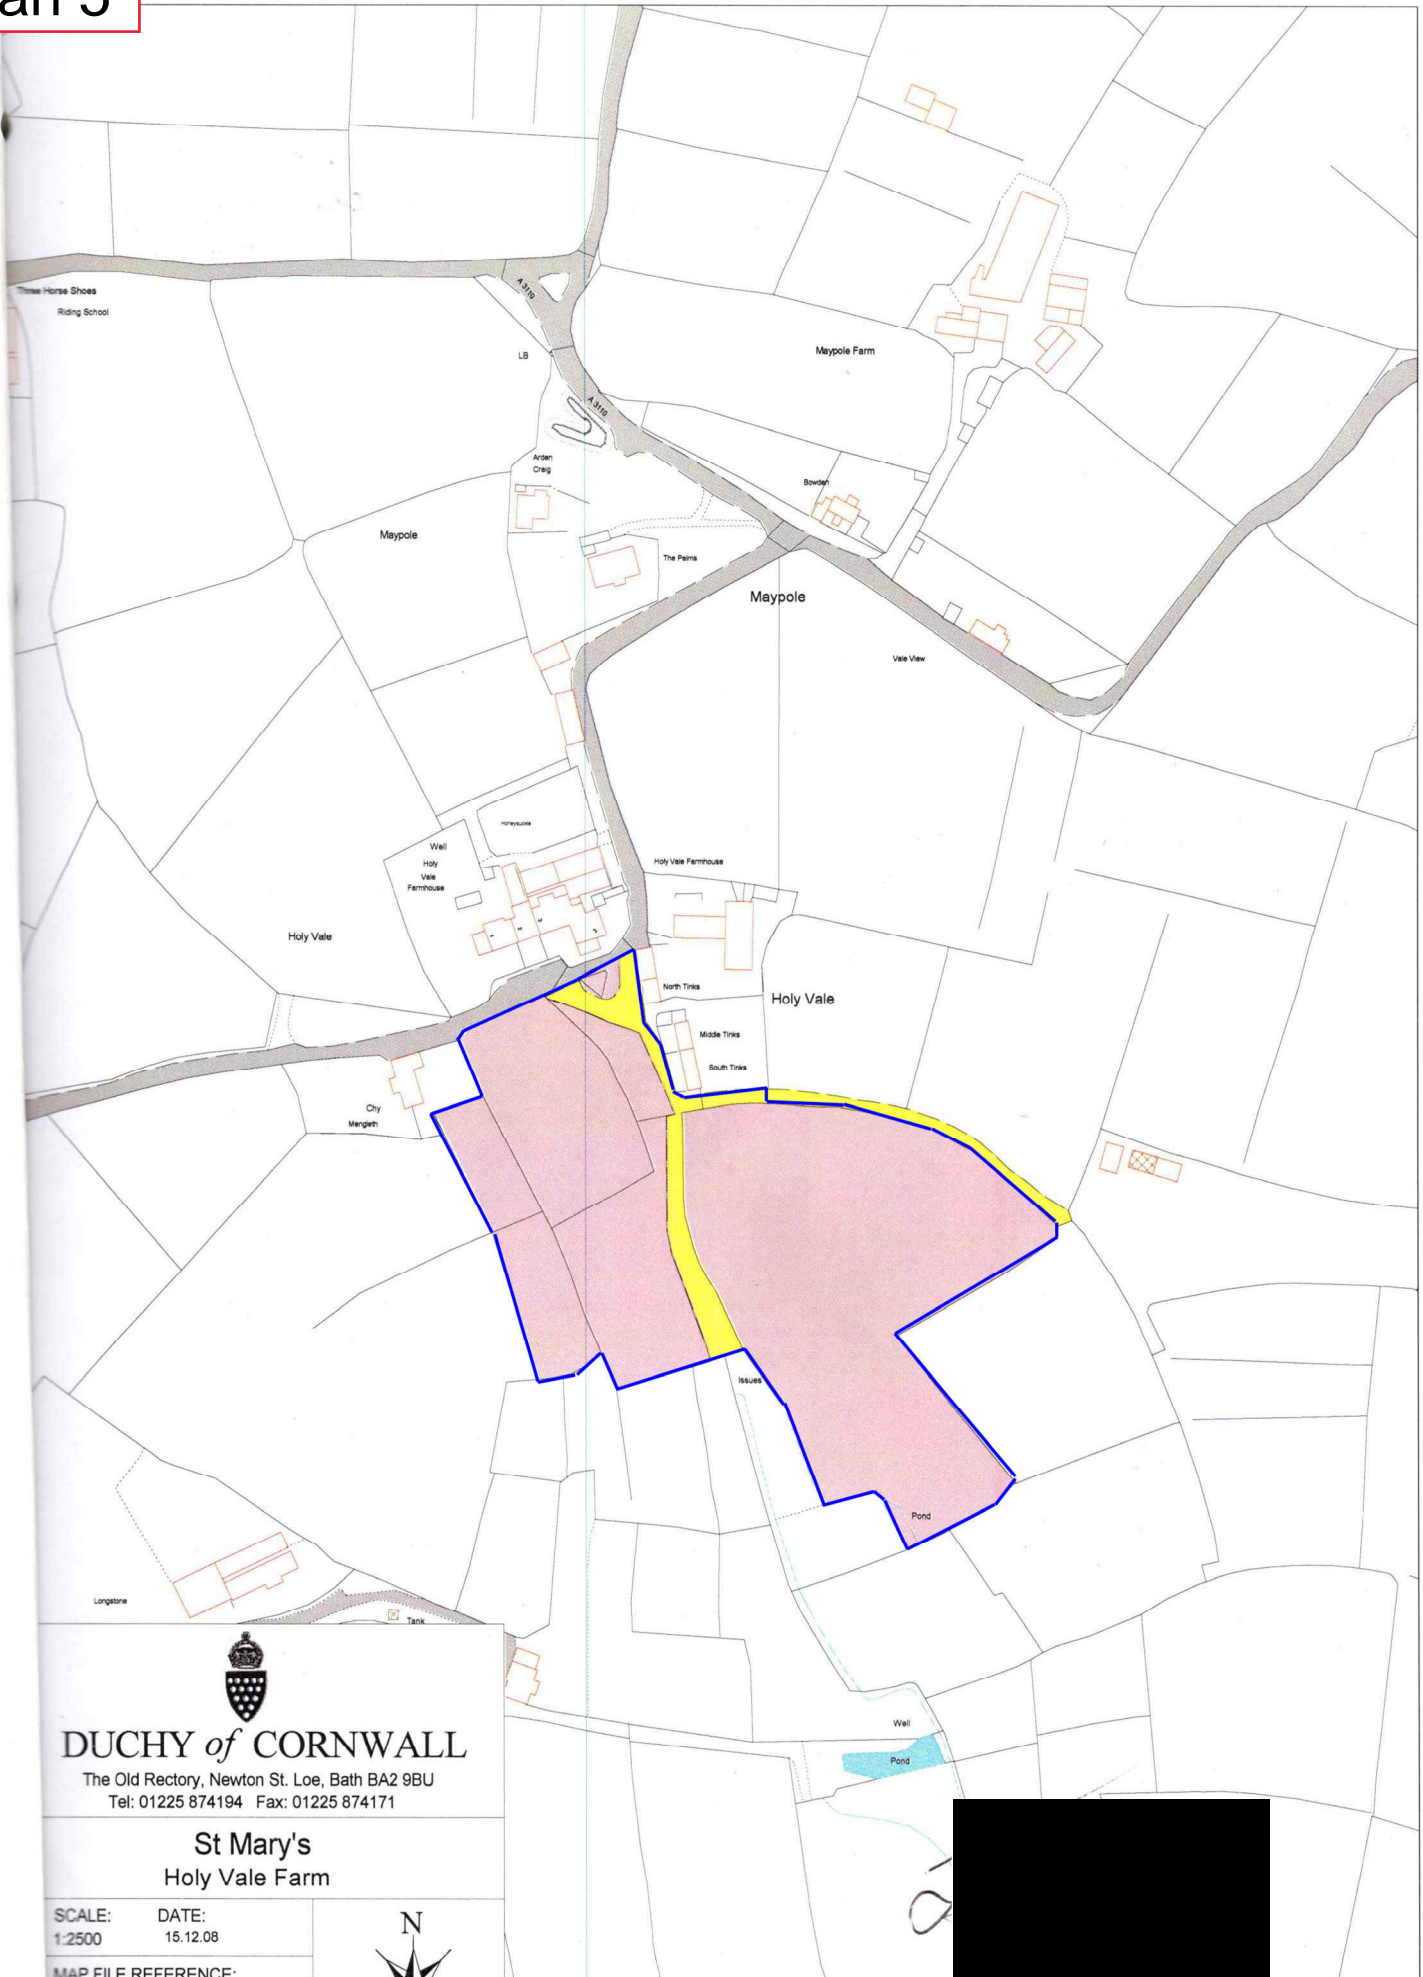 an 5
A 3110
Three Horse Shoes
Riding School
LB
Maypole Farm
A 3110
Arden
Craig
Bowden
Maypole
The Palms
Maypole
Vale View
Honeysuckle
Well
Holy
Vale
Farmhouse
Holy Vale Farmhouse
Holy Vale
North Tinks
Holy Vale
Middle Tinks
South Tinks
Chy
Mengleth
Issues
Pond
Longstone
Tank
DUCHY of CORNWALL
The Old Rectory, Newton St. Loe, Bath BA2 9BU
Tel: 01225 874194 Fax: 01225 874171
Well
Pond
St Mary's
Holy Vale Farm
SCALE: DATE:
1:2500 15.12.08
N
MAP FILE REFERENCE: